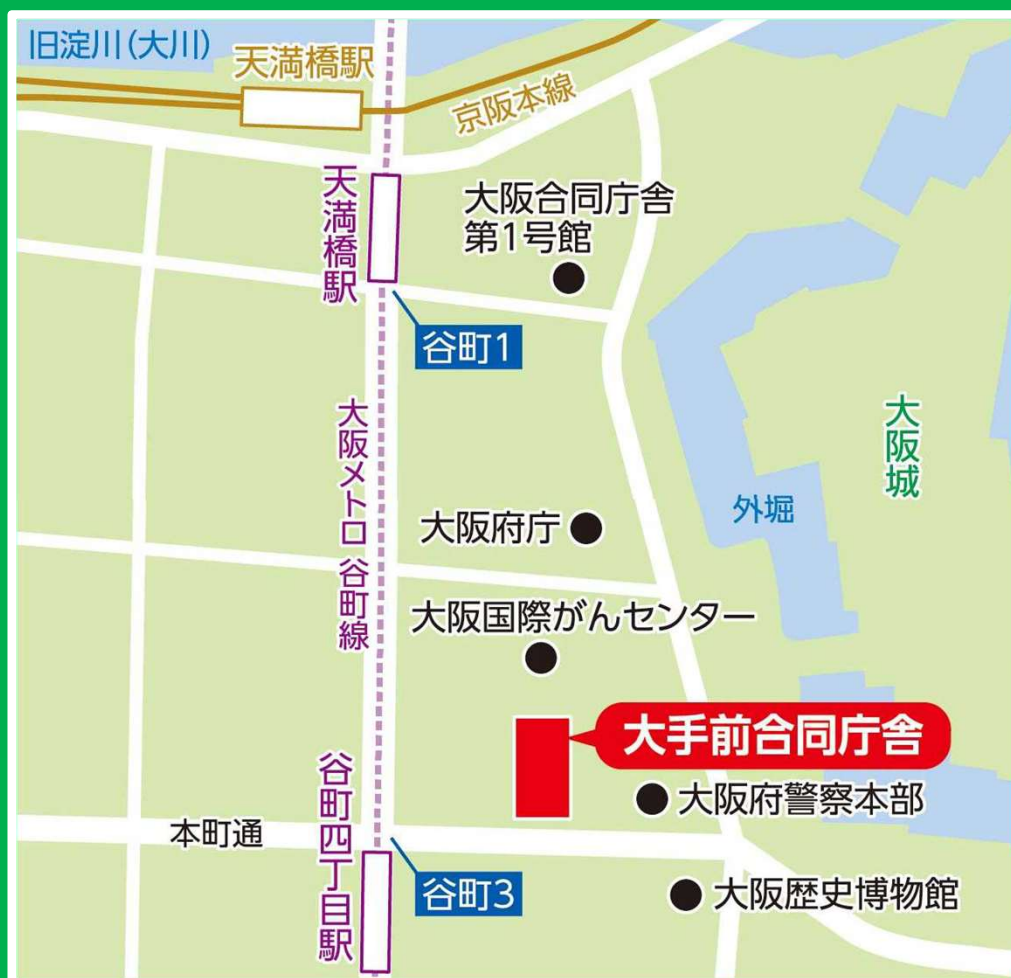 旧淀川(大川)
天満橋駅
京阪本線
天満橋駅
大阪合同庁舎
第1号館
谷町1
大阪メトロ 谷町線
大阪城
外堀
大阪府庁
大阪国際がんセンター
大手前合同庁舎
大阪府警察本部
谷町四丁目駅
本町通
谷町3
大阪歴史博物館